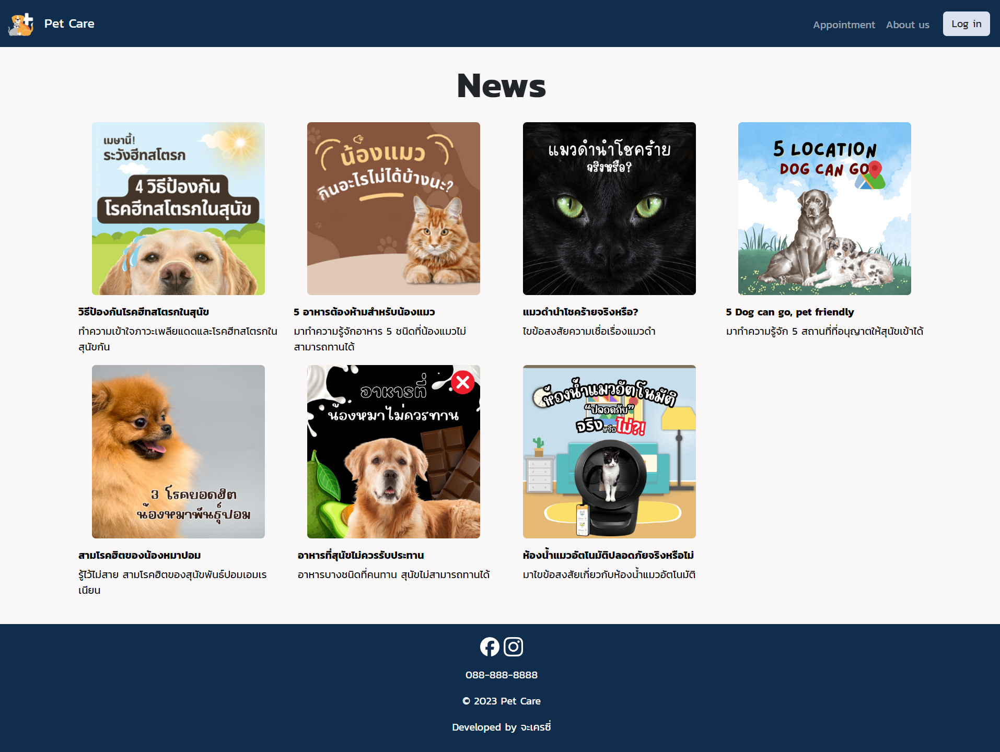 Pet Care
Appointment
About us
Log in
News
เมษานี้!
ระวังฮีทสโตรก
4 วิธีป้องกัน
โรคฮีทสโตรกในสุนัข
น้องแมว
กินอะไรไม่ได้บ้างนะ?
แมวดำนำโชคร้าย
จริงหรือ?
5 LOCATION
DOG CAN GO
วิธีป้องกันโรคฮีทสโตรกในสุนัข
ทำความเข้าใจภาวะเพลียแดดและโรคฮีทสโตรกใน
สุนัขกัน
5 อาหารต้องห้ามสำหรับน้องแมว
มาทำความรู้จักอาหาร 5 ชนิดที่น้องแมวไม่
สามารถทานได้
แมวดำนำโชคร้ายจริงหรือ?
ไขข้อสงสัยความเชื่อเรื่องแมวดำ
5 Dog can go, pet friendly
มาทำความรู้จัก 5 สถานที่ที่อนุญาตให้สุนัขเข้าได้
3 โรคยอดฮิต
น้องหมาพันธุ์ปอม
อาหารที่
น้องหมาไม่ควรทาน
ห้องน้ำแมวอัตโนมัติ
“ปลอดภัย”
จริงหรือไม่?!
สามโรคฮิตของน้องหมาปอม
รู้ไว้ไม่สาย สามโรคฮิตของสุนัขพันธ์ปอมเอมเร
เนียน
อาหารที่สุนัขไม่ควรรับประทาน
อาหารบางชนิดที่คนทาน สุนัขไม่สามารถทานได้
ห้องน้ำแมวอัตโนมัติปลอดภัยจริงหรือไม่
มาไขข้อสงสัยเกี่ยวกับห้องน้ำแมวอัตโนมัติ
088-888-8888
© 2023 Pet Care
Developed by จะเครซี่